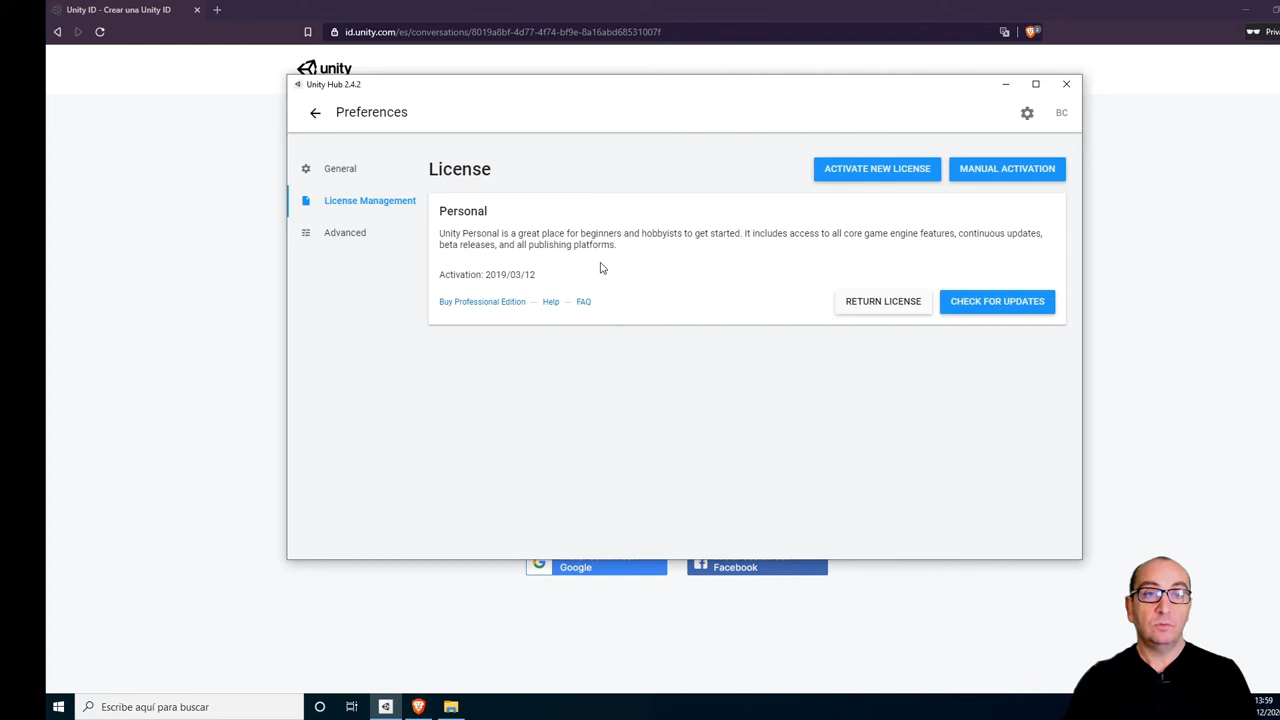 Unity ID - Crear una Unity ID
id.unity.com/es/conversations/8019a8bf-4d77-4f74-bf9e-8a16abd68531007f
2
Priv
unity
Unity Hub 2.4.2
Preferences
BC
General
License Management
Advanced
License
ACTIVATE NEW LICENSE
MANUAL ACTIVATION
Personal
Unity Personal is a great place for beginners and hobbyists to get started. It includes access to all core game engine features, continuous updates,
beta releases, and all publishing platforms.
Activation: 2019/03/12
Buy Professional Edition — Help — FAQ
RETURN LICENSE
CHECK FOR UPDATES
Google
Facebook
Escribe aquí para buscar
13:59